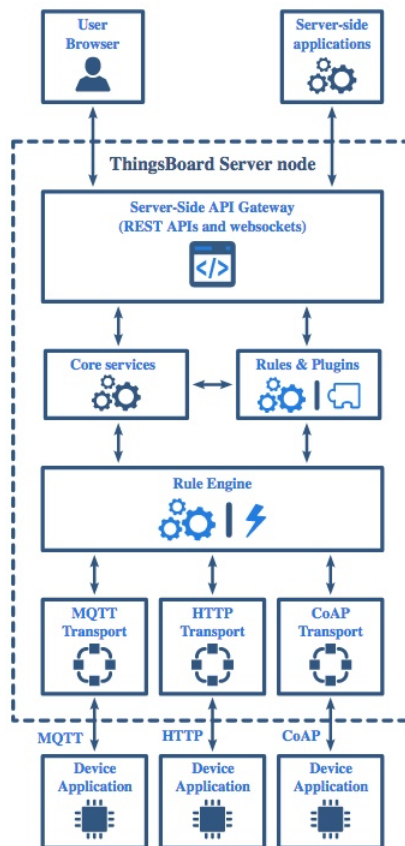 User
Browser
Server-side
applications
ThingsBoard Server node
Server-Side API Gateway
(REST APIs and websockets)
</>
Core services
Rules & Plugins
Rule Engine
MQTT
Transport
HTTP
Transport
CoAP
Transport
MQTT
HTTP
CoAP
Device
Application
Device
Application
Device
Application